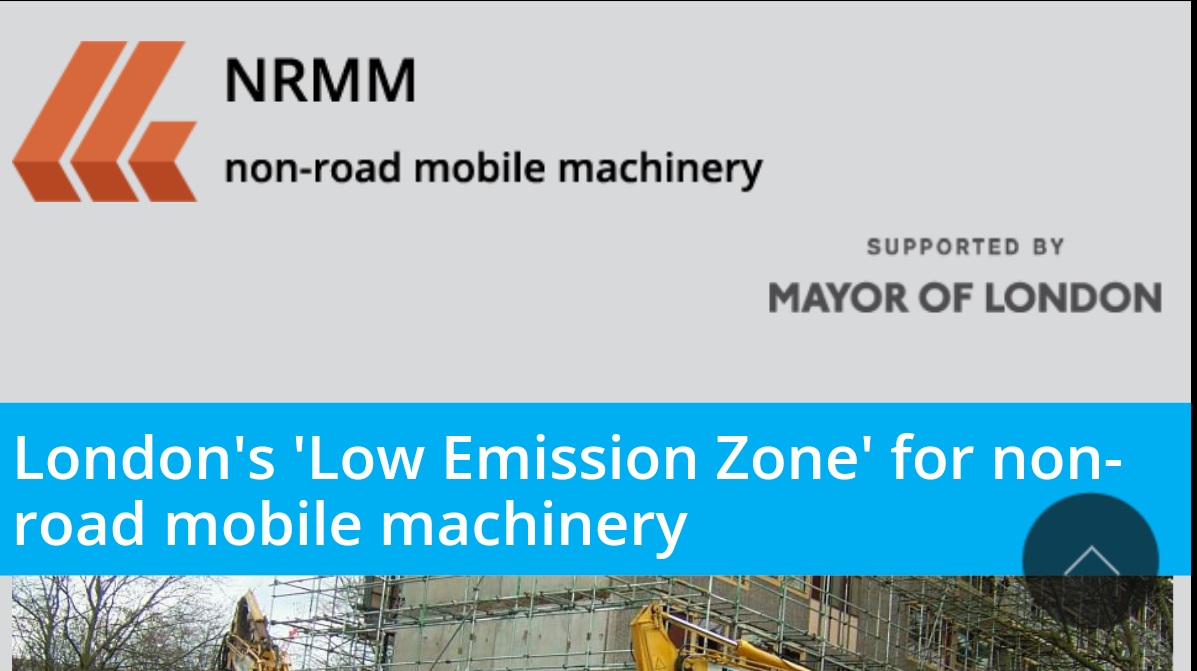 NRMM
non-road mobile machinery
SUPPORTED BY
MAYOR OF LONDON
London's 'Low Emission Zone' for non-
road mobile machinery